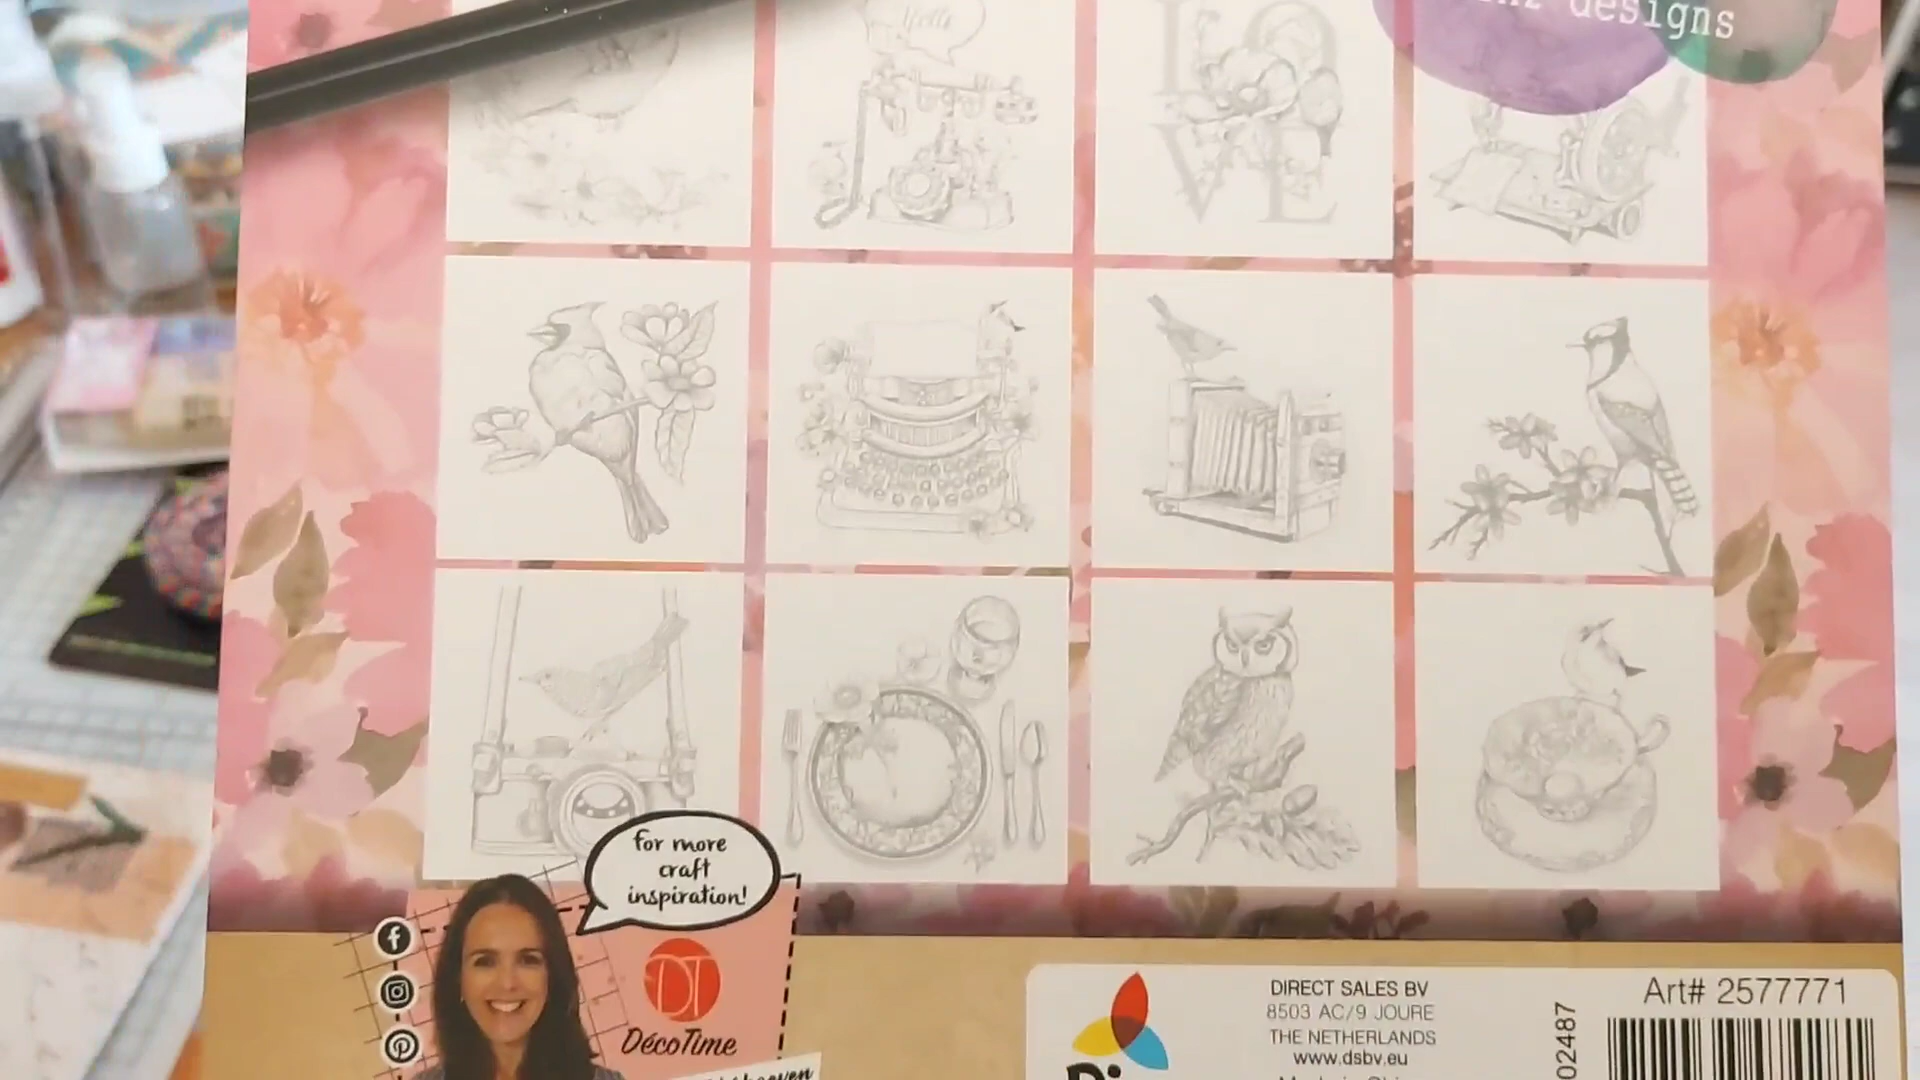 Hello
LOVE
designs
for more
craft
inspiration!
DT
DécoTime
DIRECT SALES BV
8503 AC/9 JOURE
THE NETHERLANDS
www.dsbv.eu
02487
Art# 2577771